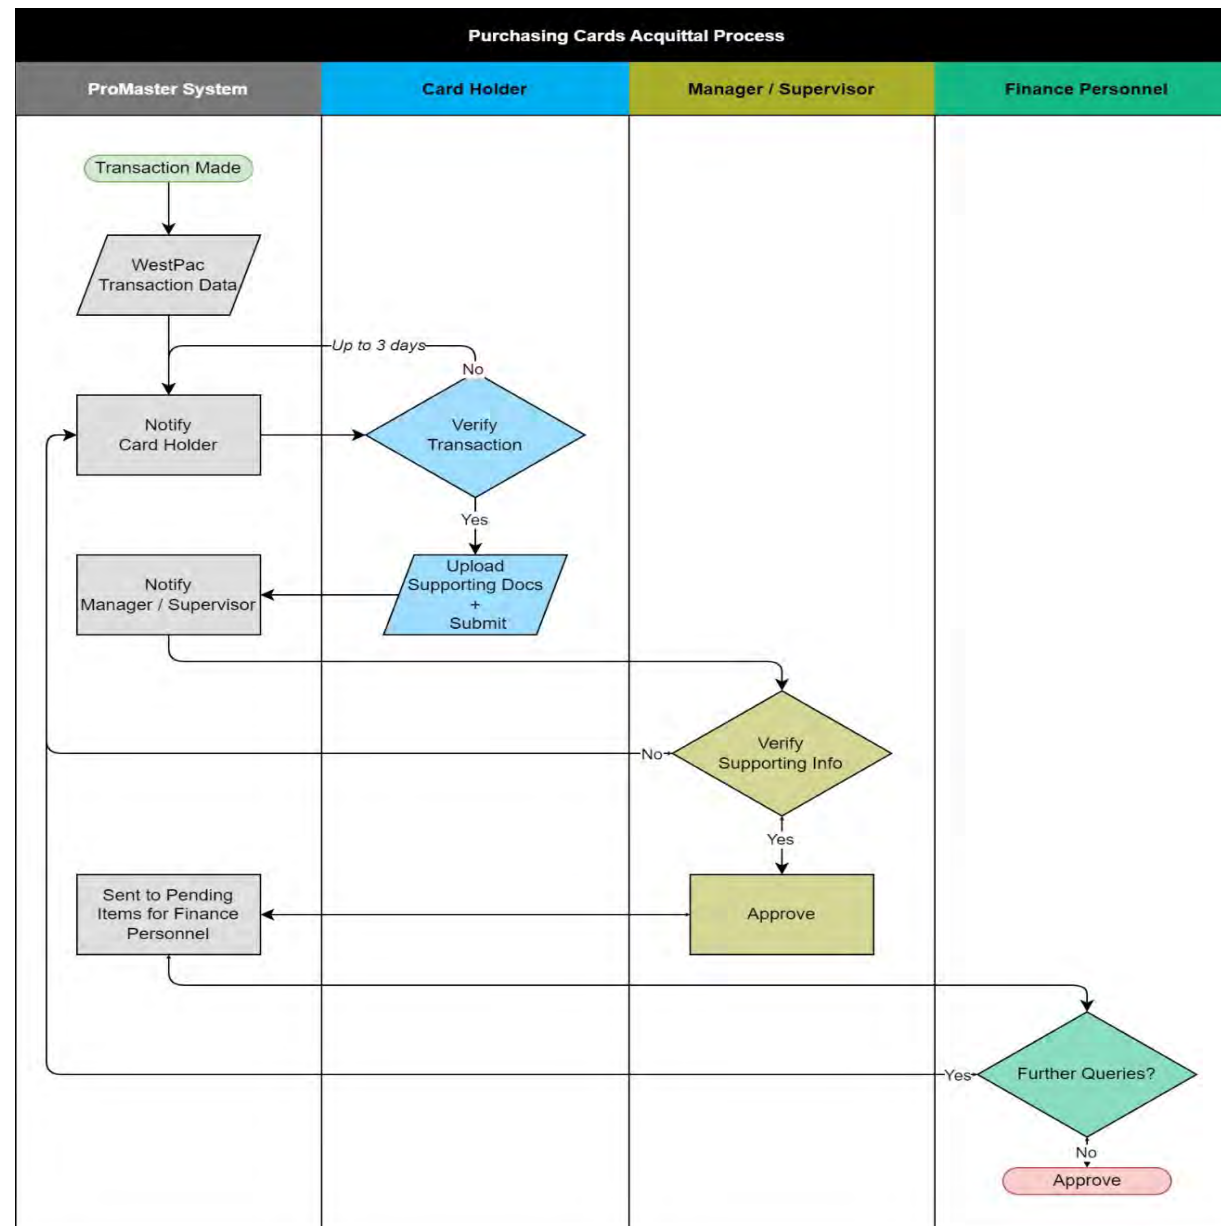 Purchasing Cards Acquittal Process
ProMaster System
Card Holder
Manager / Supervisor
Finance Personnel
Transaction Made
WestPac
Transaction Data
Up to 3 days
No
Notify
Card Holder
Verify
Transaction
Yes
Notify
Manager / Supervisor
Upload
Supporting Docs
+
Submit
No
Verify
Supporting Info
Yes
Sent to Pending
Items for Finance
Personnel
Approve
Yes
Further Queries?
No
Approve